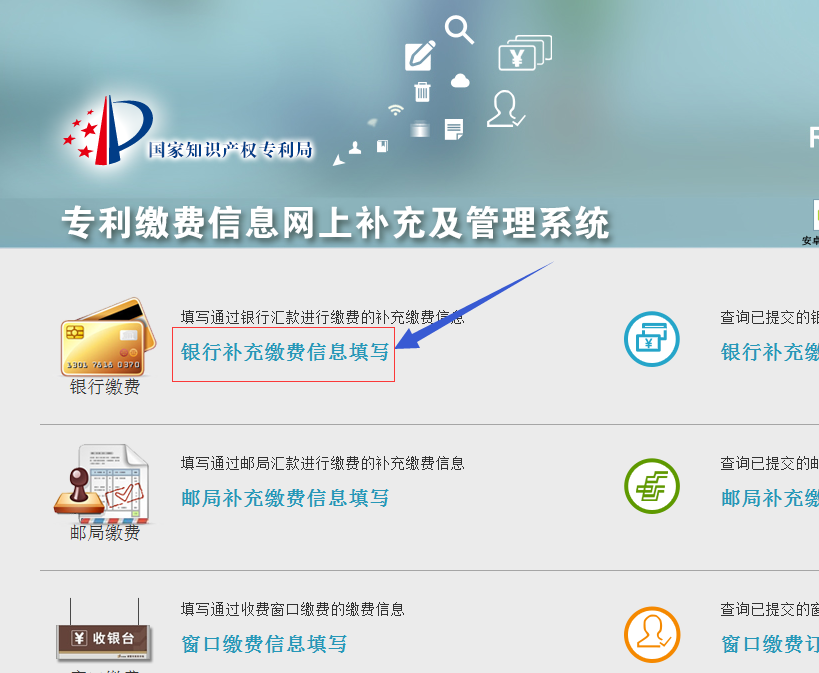 国家知识产权专利局
专利缴费信息网上补充及管理系统
安卓
填写通过银行汇款进行缴费的补充缴费信息
查询已提交的银
银行补充缴费信息填写
银行补充缴
1301 7616 0370
银行缴费
填写通过邮局汇款进行缴费的补充缴费信息
查询已提交的邮
邮局补充缴费信息填写
邮局补充缴
邮局缴费
填写通过收费窗口缴费的缴费信息
查询已提交的窗
¥ 收银台
窗口缴费信息填写
窗口缴费订